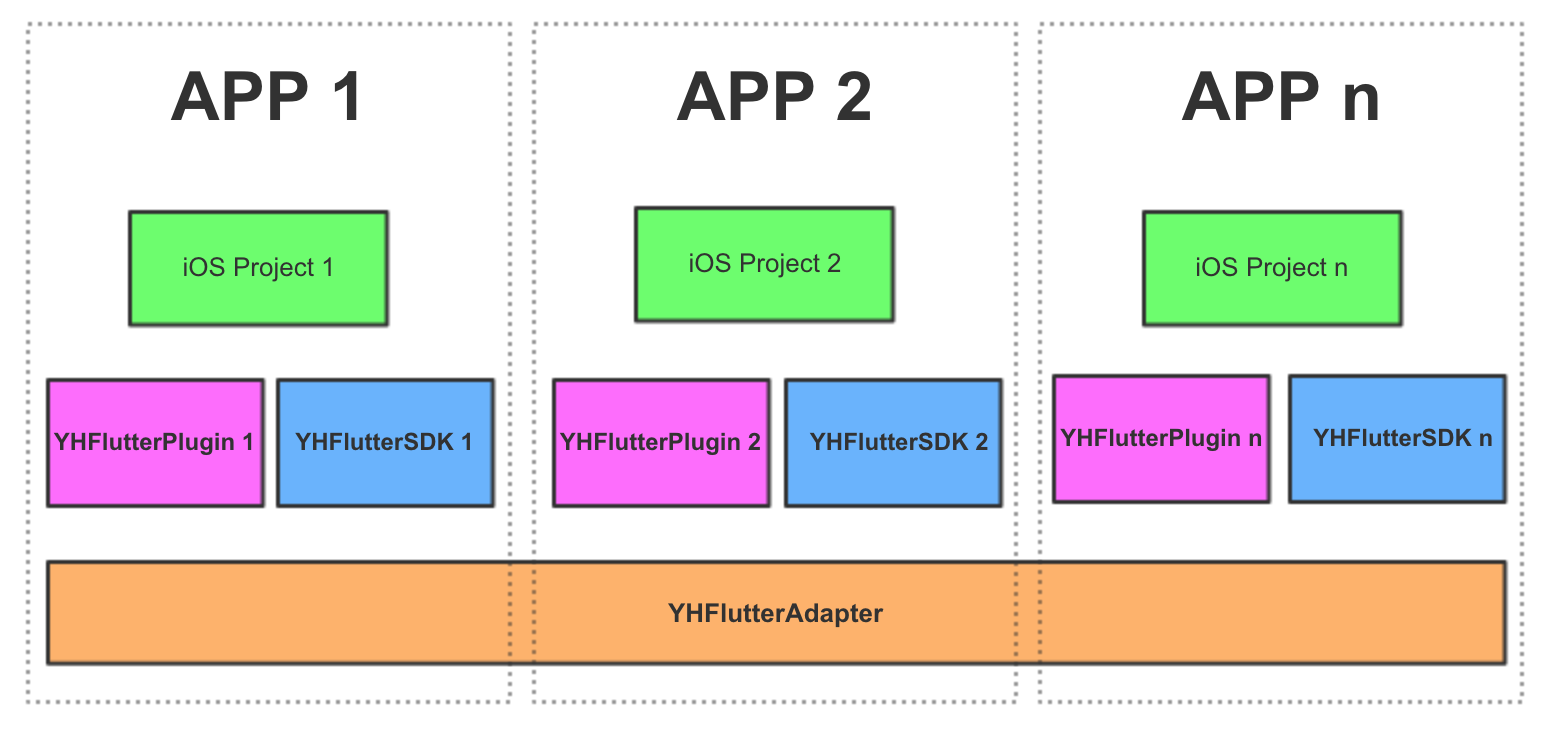 APP 1
APP 2
APP n
iOS Project 1
iOS Project 2
iOS Project n
YHFlutterPlugin 1
YHFlutterSDK 1
YHFlutterPlugin 2
YHFlutterSDK 2
YHFlutterPlugin n
YHFlutterSDK n
YHFlutterAdapter